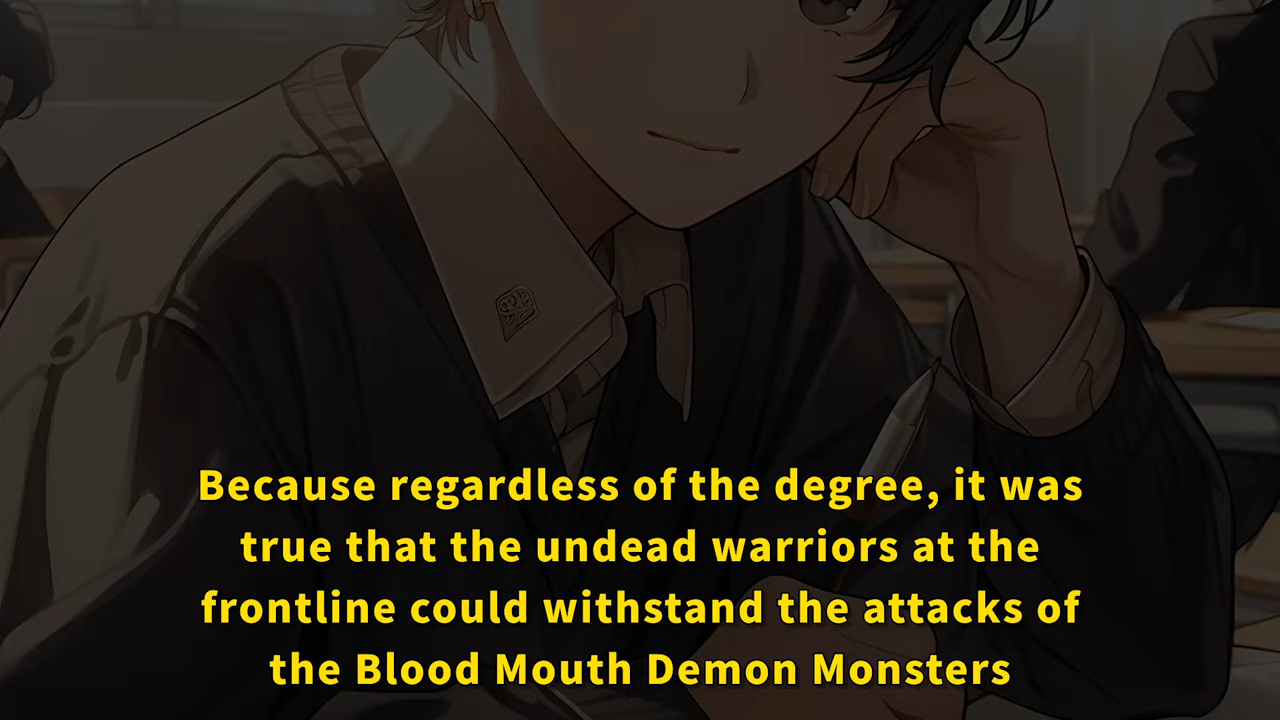 Because regardless of the degree, it was
true that the undead warriors at the
frontline could withstand the attacks of
the Blood Mouth Demon Monsters